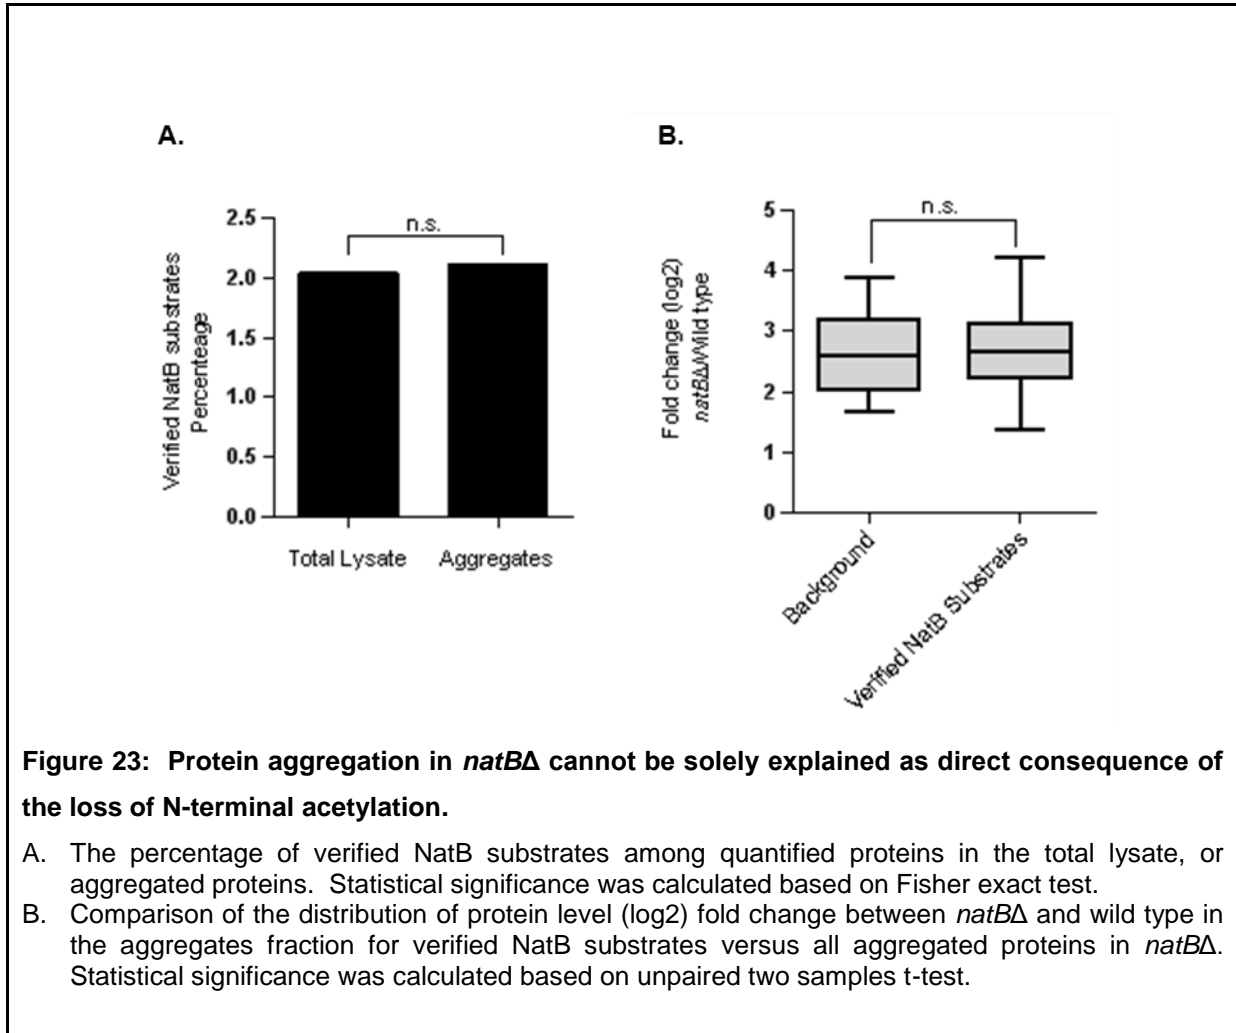 A.
B.
2.5
2.0
1.5
1.0
0.5
0.0
Verified NatB substrates
Percenteage
n.s.
Total Lysate
Aggregates
5
4
3
2
1
0
Fold change (log2)
natBΔ/Wild type
n.s.
Background
Verified NatB Substrates
Figure 23: Protein aggregation in natBΔ cannot be solely explained as direct consequence of
the loss of N-terminal acetylation.
A. The percentage of verified NatB substrates among quantified proteins in the total lysate, or
aggregated proteins. Statistical significance was calculated based on Fisher exact test.
B. Comparison of the distribution of protein level (log2) fold change between natBΔ and wild type in
the aggregates fraction for verified NatB substrates versus all aggregated proteins in natBΔ.
Statistical significance was calculated based on unpaired two samples t-test.